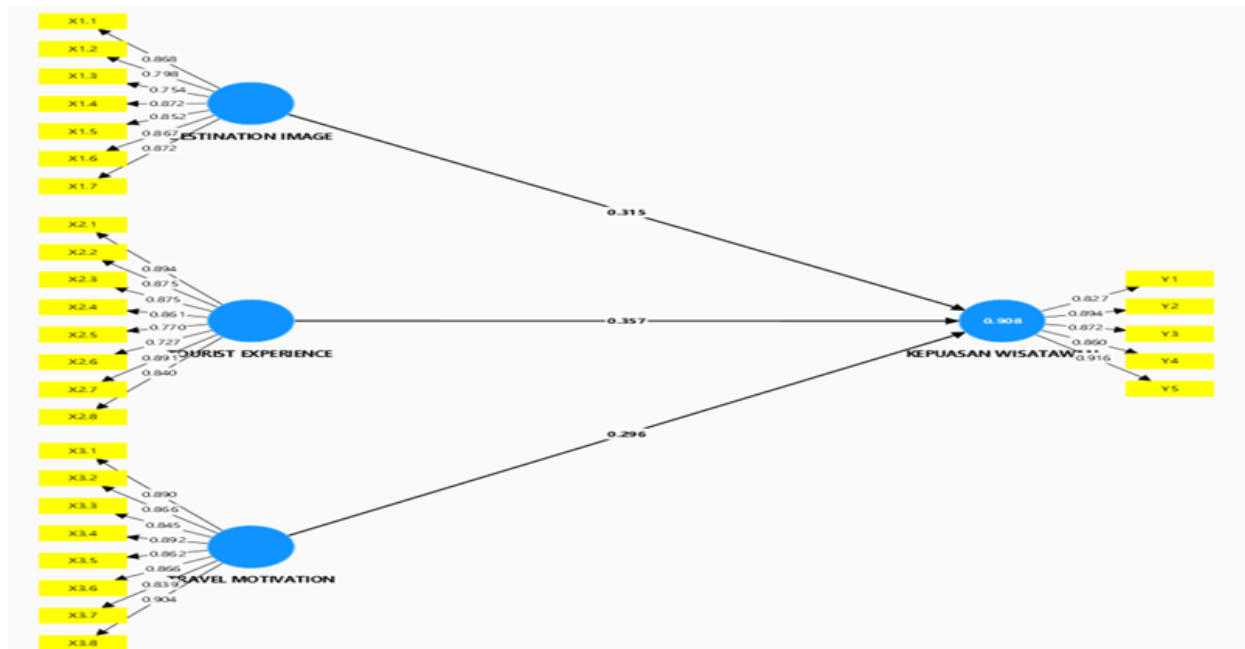 X1.1
X1.2
X1.3
X1.4
X1.5
X1.6
X1.7
0.868
0.798
0.754
0.872
0.852
0.867
0.872
ESTINATION IMAGE
0.315
X2.1
X2.2
X2.3
X2.4
X2.5
X2.6
X2.7
X2.8
0.894
0.875
0.875
0.861
0.770
0.727
0.891
0.840
OURIST EXPERIENCE
0.357
X3.1
X3.2
X3.3
X3.4
X3.5
X3.6
X3.7
X3.8
0.890
0.866
0.845
0.892
0.862
0.866
0.839
0.904
RAVEL MOTIVATION
0.296
0.908
KEPUASAN WISATAW
0.827
0.894
0.872
0.860
0.916
Y1
Y2
Y3
Y4
Y5